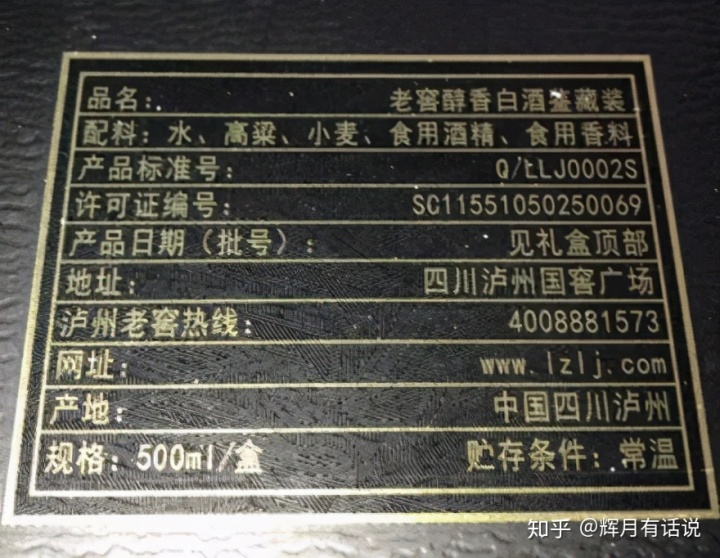 品名: 老窖醇香白酒鉴藏装
配料: 水、高粱、小麦、食用酒精、食用香料
产品标准号: Q/LLJ0002S
许可证编号: SC11551050250069
产品日期（批号）: 见礼盒顶部
地址: 四川泸州国窖广场
泸州老窖热线: 4008881573
网址: www.lzlj.com
产地: 中国四川泸州
规格: 500ml/盒 贮存条件: 常温
知乎 @辉月有话说